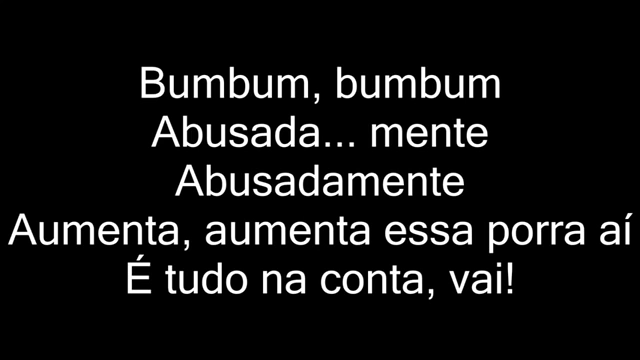 Bumbum, bumbum
Abusada... mente
Abusadamente
Aumenta, aumenta essa porra aí
É tudo na conta, vai!